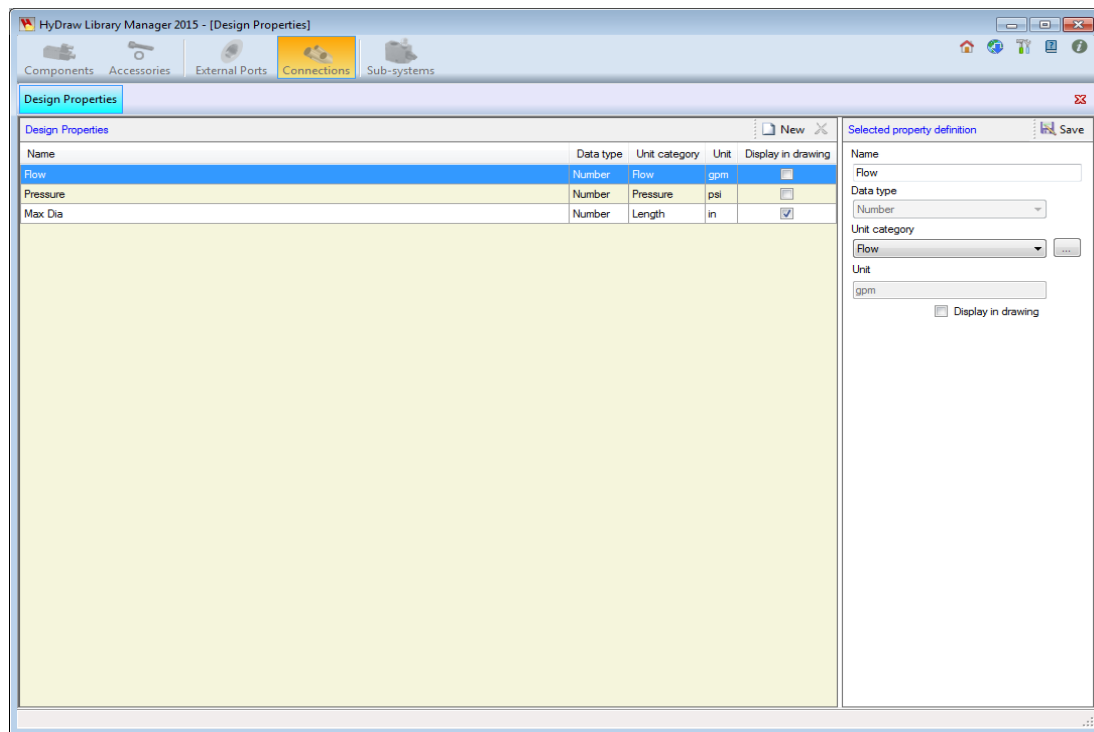 HyDraw Library Manager 2015 - [Design Properties]
Components Accessories External Ports Connections Sub-systems
Design Properties
Design Properties New
Name Data type Unit category Unit Display in drawing
Flow Number Flow gpm
Pressure Number Pressure psi
Max Dia Number Length in
Selected property definition Save
Name
Flow
Data type
Number
Unit category
Flow ...
Unit
gpm
Display in drawing